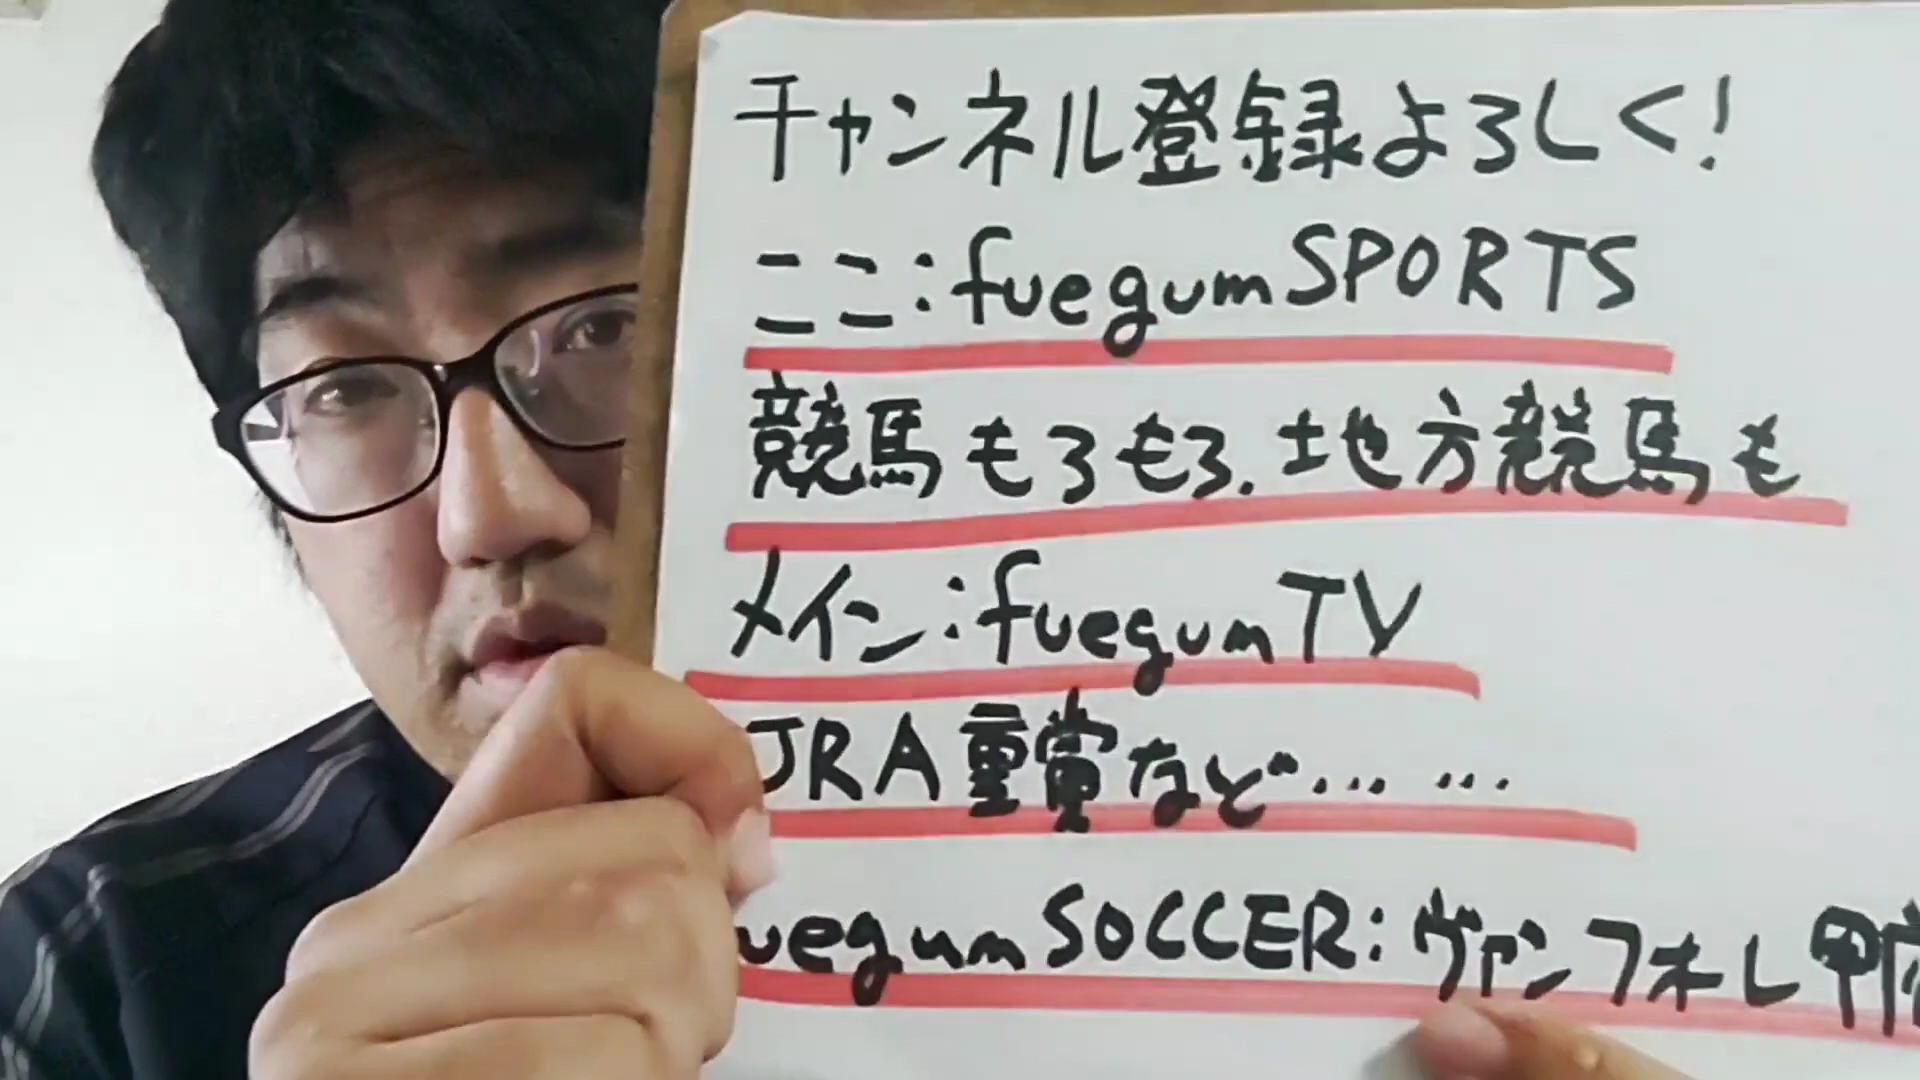 チャンネル登録よろしく!
ここ:fuegumSPORTS
競馬もろもろ.地方競馬も
メイン:fuegumTV
JRA重賞など……
uegumSOCCER:ヴァンフォーレ甲府